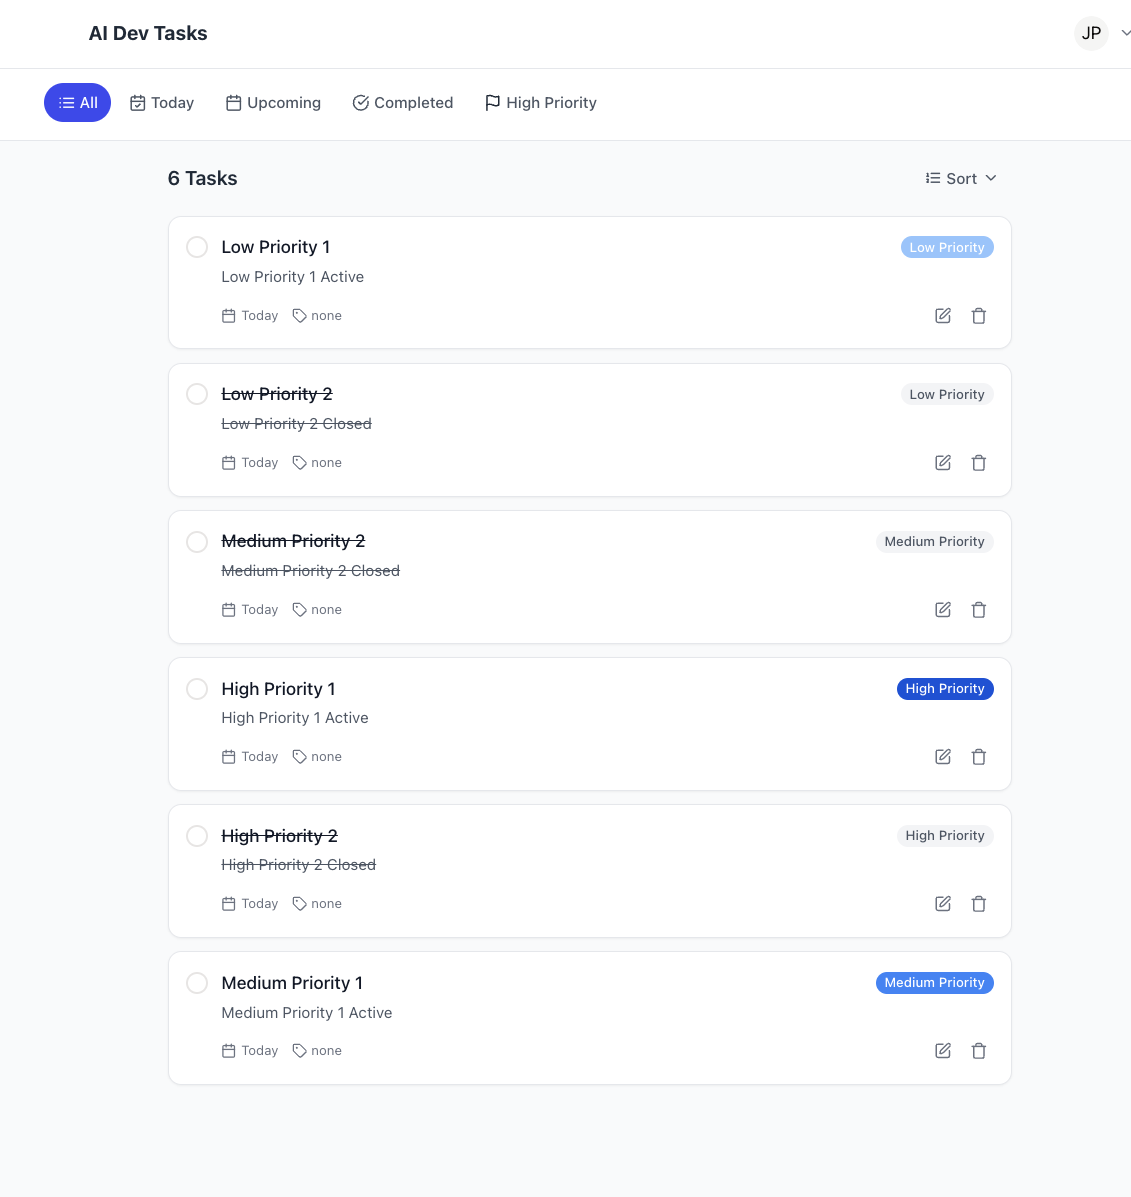 AI Dev Tasks
JP
All Today Upcoming Completed High Priority
6 Tasks
Sort
Low Priority 1
Low Priority
Low Priority 1 Active
Today none
Low Priority 2
Low Priority
Low Priority 2 Closed
Today none
Medium Priority 2
Medium Priority
Medium Priority 2 Closed
Today none
High Priority 1
High Priority
High Priority 1 Active
Today none
High Priority 2
High Priority
High Priority 2 Closed
Today none
Medium Priority 1
Medium Priority
Medium Priority 1 Active
Today none